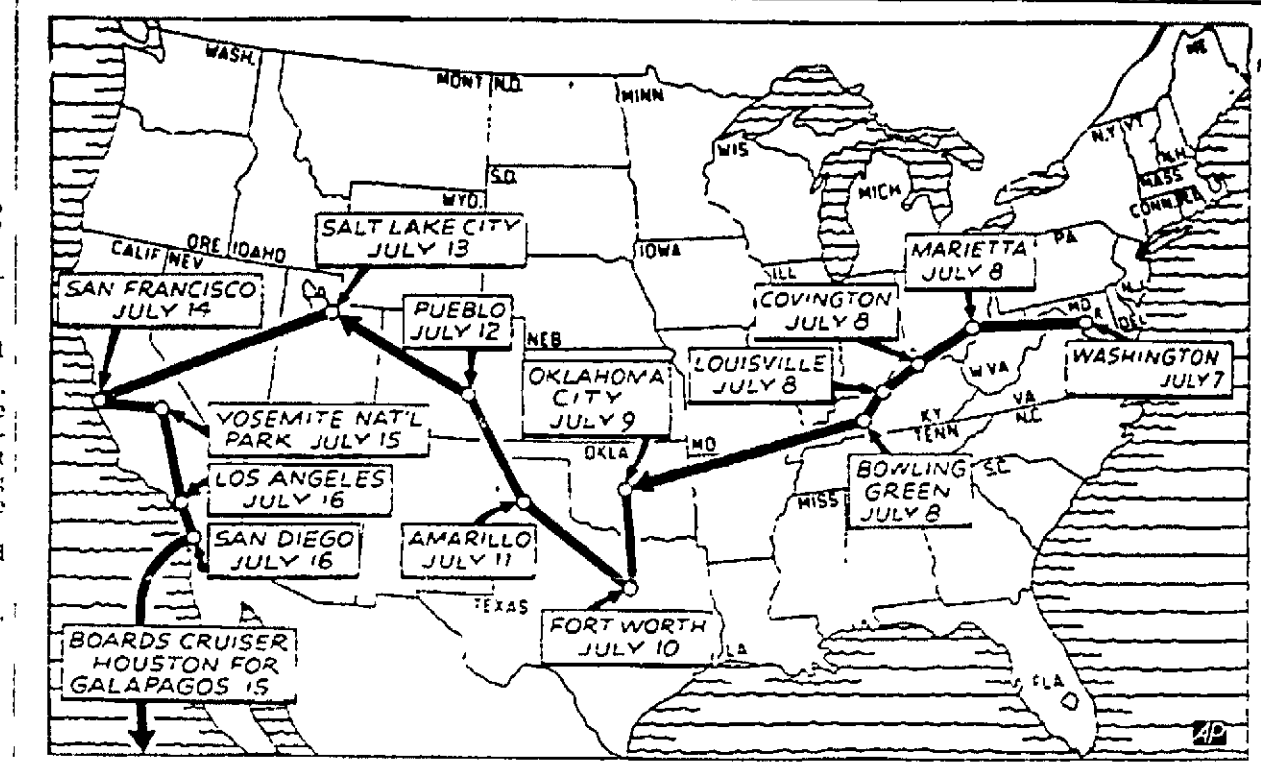 WASH.
MONT.
N.D.
MINN
WIS
MICH
ME
N.Y
VT
N.H.
MASS
CONN.
R.I.
S.D.
WYD.
IOWA
ILL
PA
N.J.
MD
DEL
CALIF
NEV
ORE
IDAHO
NEB
W.VA
VA
N.C.
KY
TENN
S.C.
MISS
MO
OKLA
TEXAS
LA
FLA
SALT LAKE CITY
JULY 13
SAN FRANCISCO
JULY 14
PUEBLO
JULY 12
MARIETTA
JULY 8
COVINGTON
JULY 8
LOUISVILLE
JULY 8
WASHINGTON
JULY 7
OKLAHOMA
CITY
JULY 9
YOSEMITE NAT'L
PARK JULY 15
LOS ANGELES
JULY 16
SAN DIEGO
JULY 16
AMARILLO
JULY 11
BOWLING
GREEN
JULY 8
FORT WORTH
JULY 10
BOARDS CRUISER
HOUSTON FOR
GALAPAGOS IS
AP